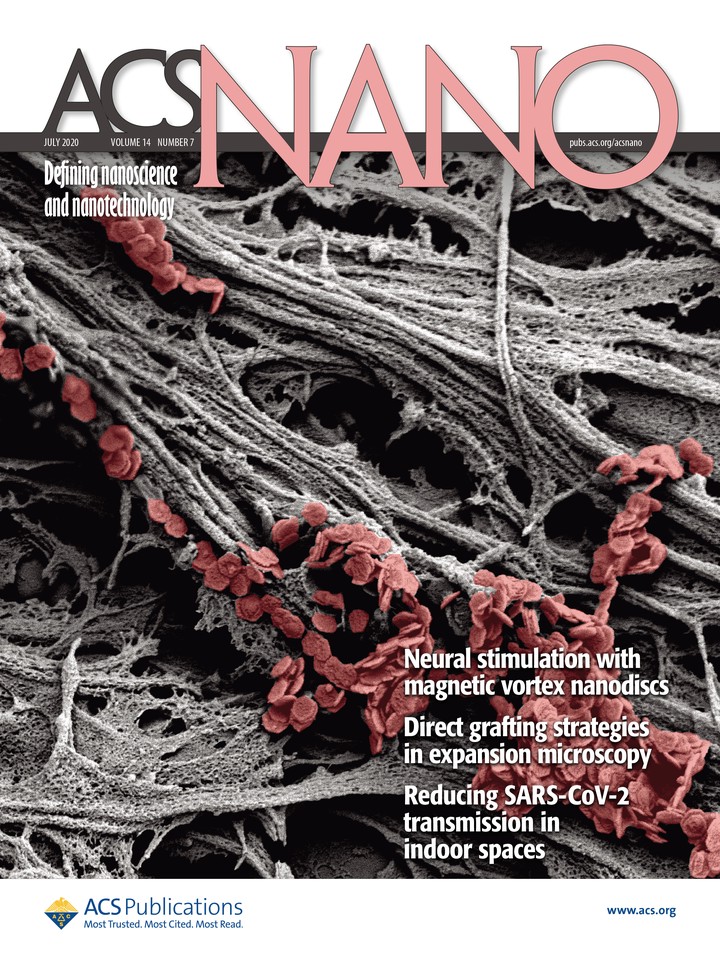 ACSNANO
JULY 2020 VOLUME 14 NUMBER 7
pubs.acs.org/acsnano
Defining nanoscience
and nanotechnology
Neural stimulation with
magnetic vortex nanodiscs
Direct grafting strategies
in expansion microscopy
Reducing SARS-CoV-2
transmission in
indoor spaces
A C S
ACS Publications
Most Trusted. Most Cited. Most Read.
www.acs.org